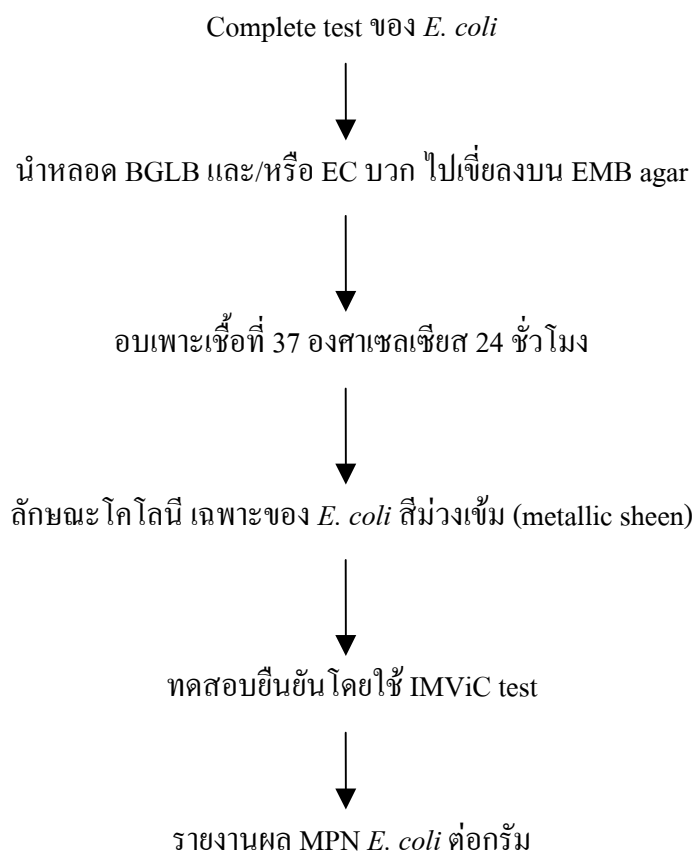 Complete test ของ E. coli
นำหลอด BGLB และ/หรือ EC บวก ไปเขี่ยลงบน EMB agar
อบเพาะเชื้อที่ 37 องศาเซลเซียส 24 ชั่วโมง
ลักษณะโคโลนี เฉพาะของ E. coli สีม่วงเข้ม (metallic sheen)
ทดสอบยืนยันโดยใช้ IMViC test
รายงานผล MPN E. coli ต่อกรัม